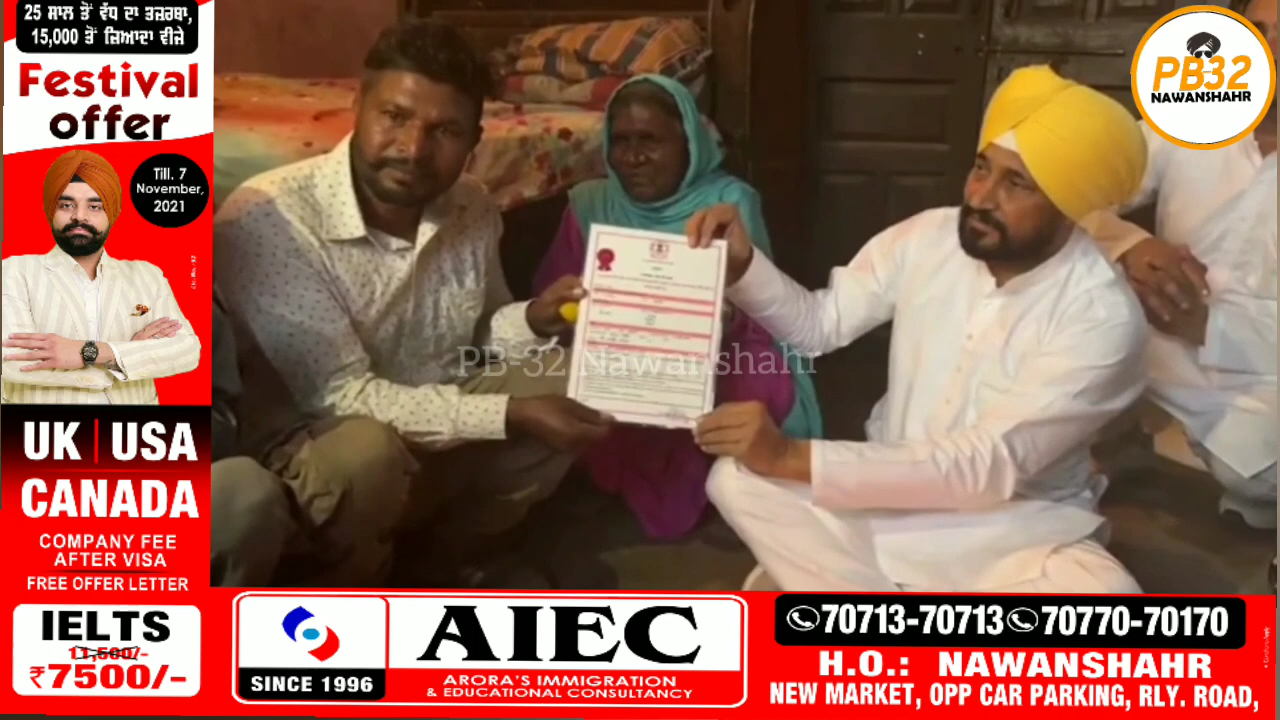 25 ਸਾਲ ਤੋਂ ਵੱਧ ਦਾ ਤਜ਼ਰਬਾ,
15,000 ਤੋਂ ਜ਼ਿਆਦਾ ਵੀਜੇ
Festival
offer
Till. 7
November,
2021
UK | USA
CANADA
COMPANY FEE
AFTER VISA
FREE OFFER LETTER
IELTS
11,500/-
₹7500/-
PB32
NAWANSHAHR
PB-32 Nawanshahr
SINCE 1996
AIEC
ARORA'S IMMIGRATION
& EDUCATIONAL CONSULTANCY
70713-70713 70770-70170
H.O.: NAWANSHAHR
NEW MARKET, OPP CAR PARKING, RLY. ROAD,